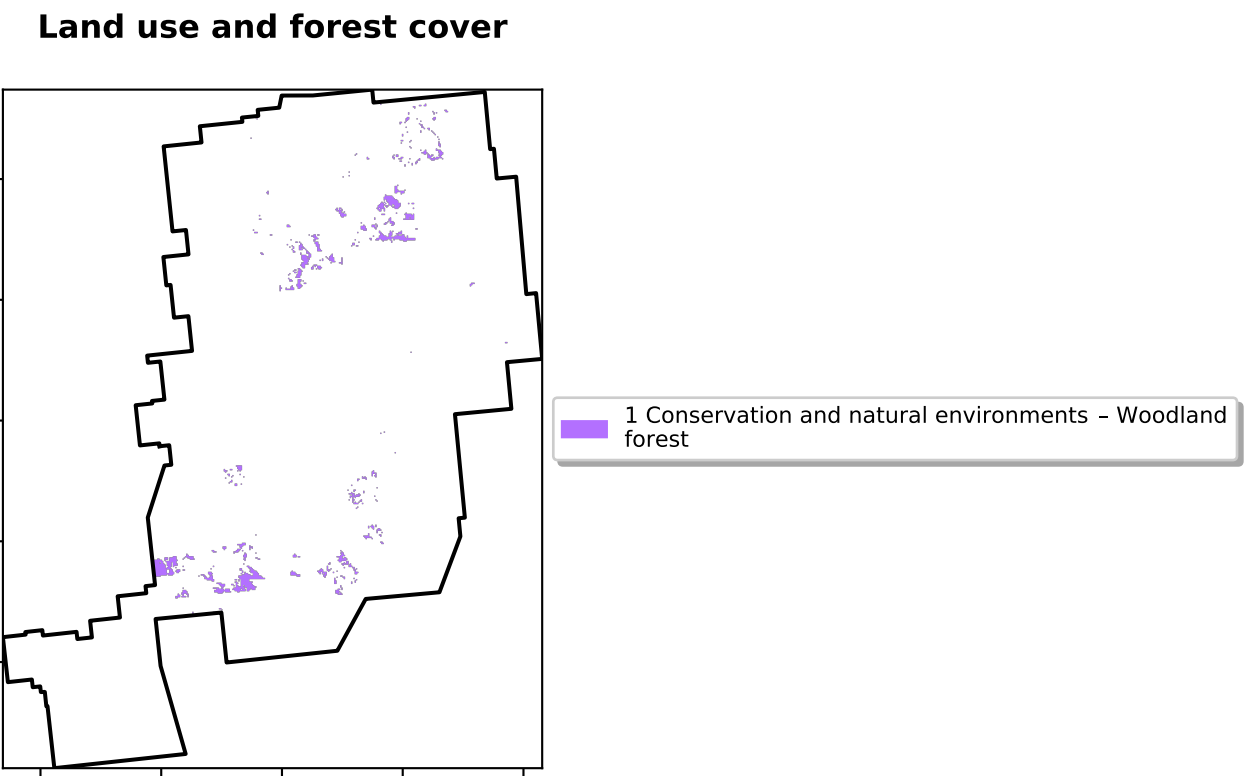 Land use and forest cover
1 Conservation and natural environments – Woodland
forest